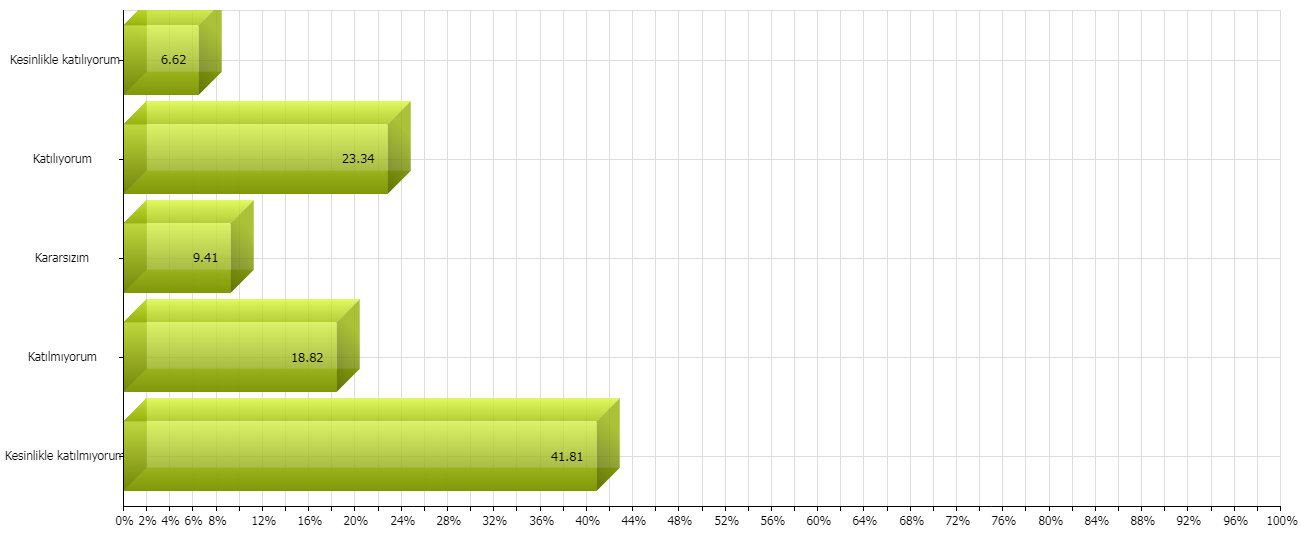 Kesinlikle katılıyorum
6.62
Katılıyorum
23.34
Kararsızım
9.41
Katılmıyorum
18.82
Kesinlikle katılmıyorum
41.81
0% 2% 4% 6% 8% 12% 16% 20% 24% 28% 32% 36% 40% 44% 48% 52% 56% 60% 64% 68% 72% 76% 80% 84% 88% 92% 96% 100%